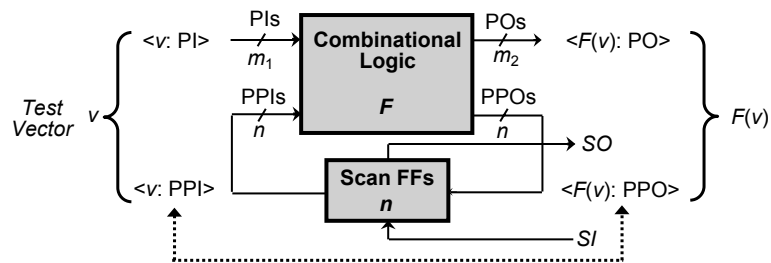 PIs
POs
<v: PI>
m1
Combinational
Logic
F
m2
<F(v): PO>
Test
Vector
v
PPIs
n
PPOs
n
F(v)
SO
<v: PPI>
Scan FFs
n
<F(v): PPO>
SI